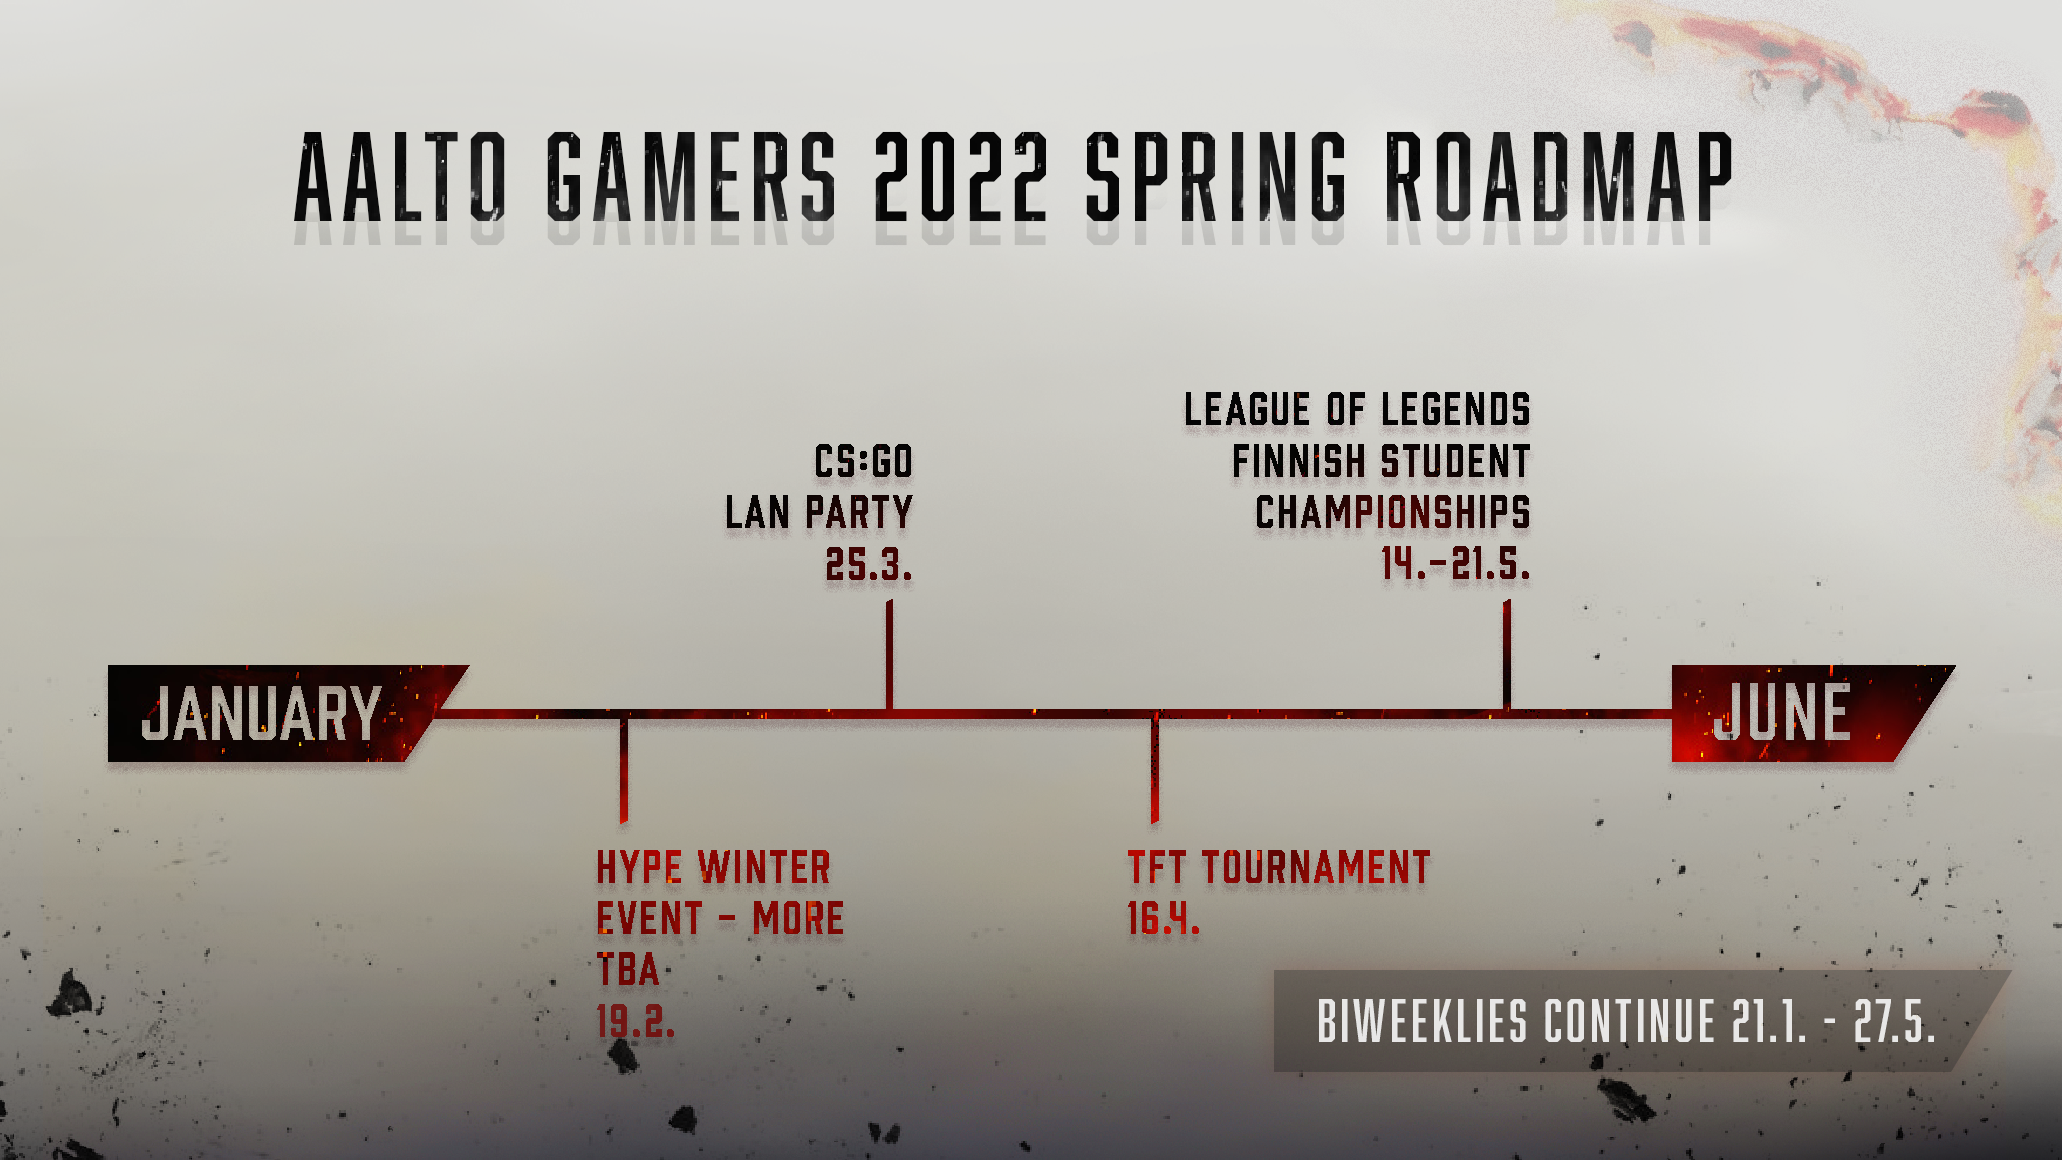 AALTO GAMERS 2022 SPRING ROADMAP
LEAGUE OF LEGENDS
FINNISH STUDENT
CHAMPIONSHIPS
14.-21.5.
CS:GO
LAN PARTY
25.3.
JANUARY
JUNE
HYPE WINTER
EVENT - MORE
TBA
19.2.
TFT TOURNAMENT
16.4.
BIWEEKLIES CONTINUE 21.1. - 27.5.